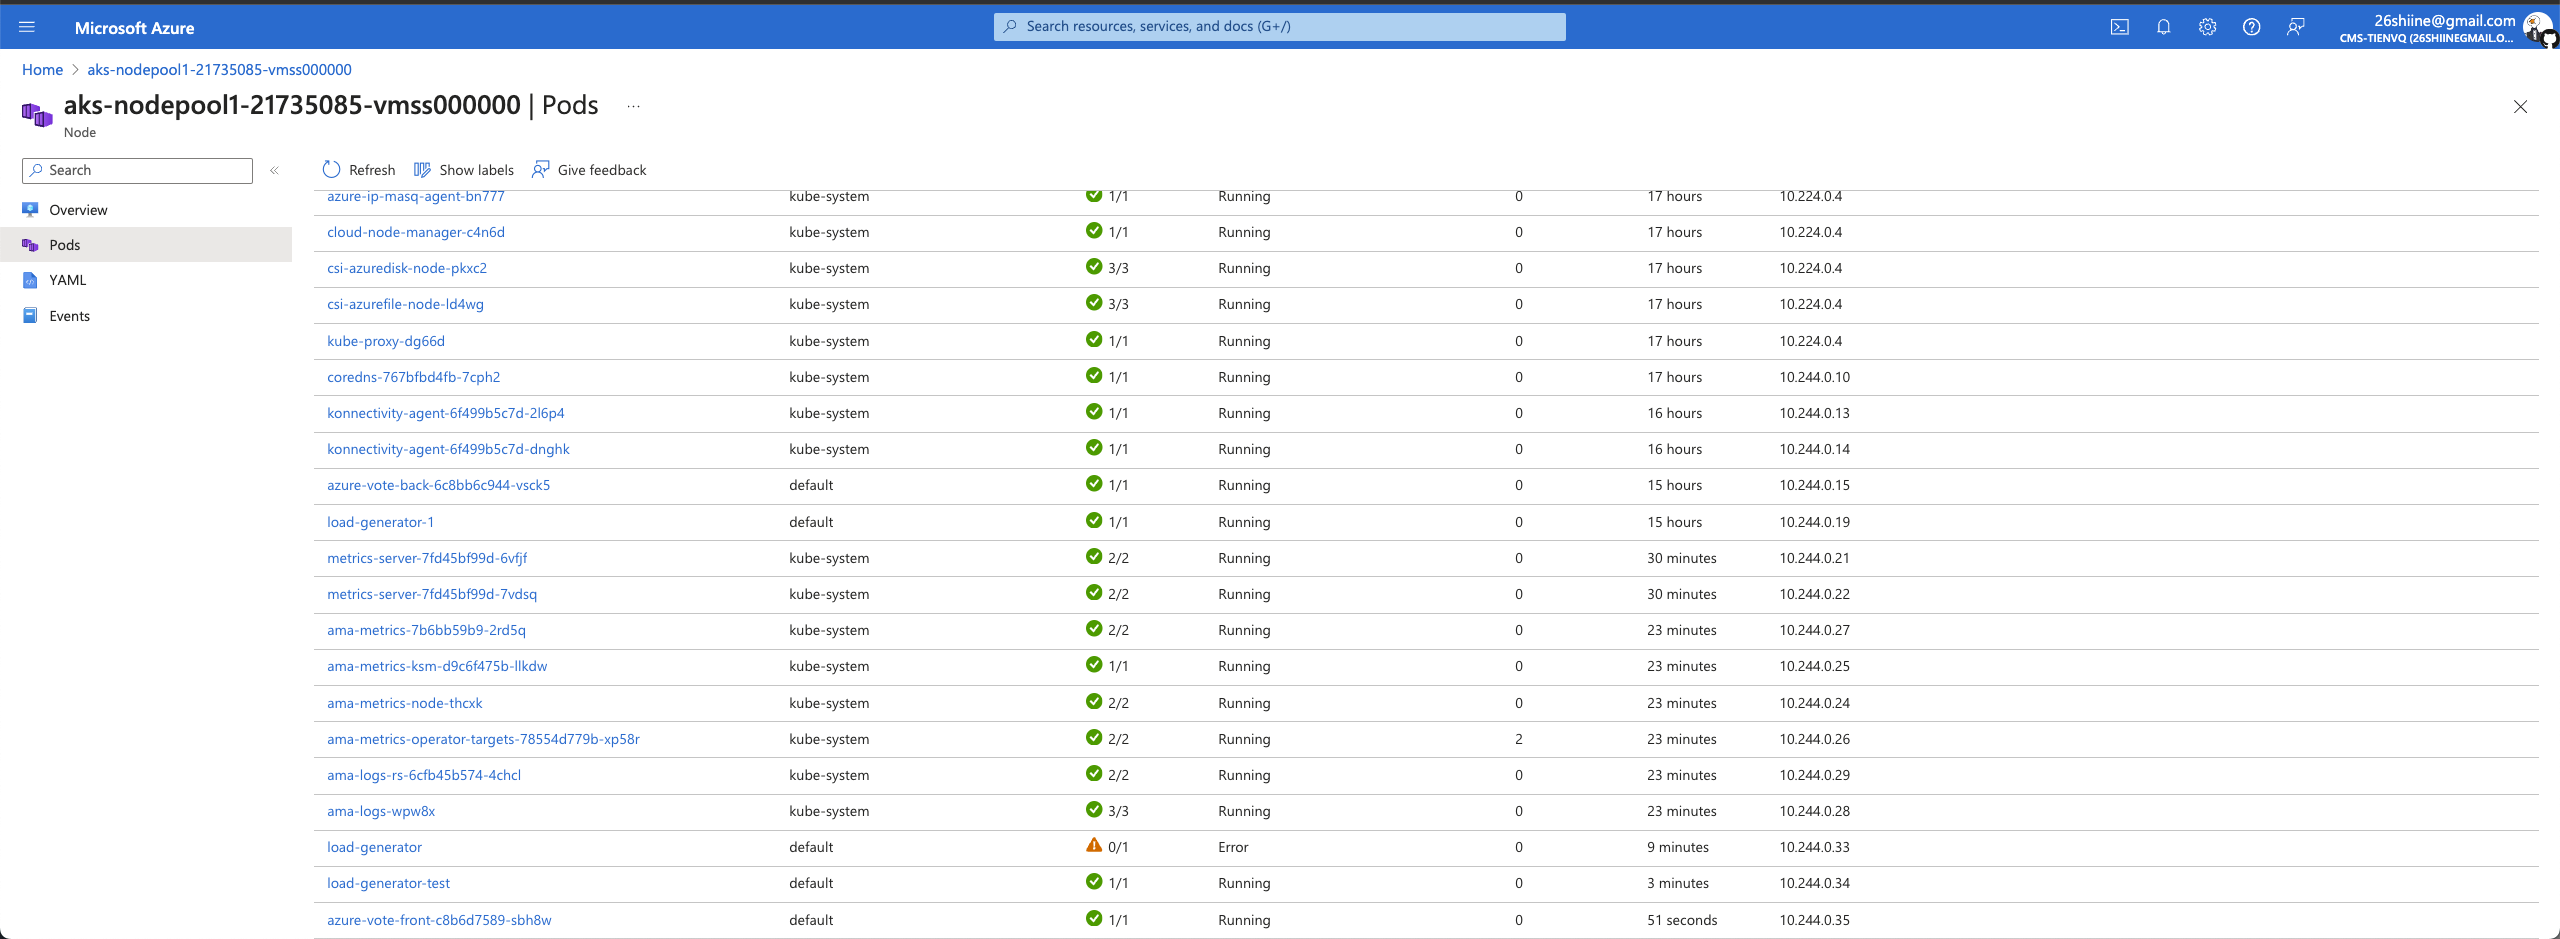 Microsoft Azure
Search resources, services, and docs (G+/)
26shiine@gmail.com
CMS-TIENVQ (26SHIINEGMAIL.O...
Home > aks-nodepool1-21735085-vmss000000
aks-nodepool1-21735085-vmss000000 | Pods ...
Node
Search
Overview
Pods
YAML
Events
Refresh Show labels Give feedback
azure-ip-masq-agent-bn777 kube-system 1/1 Running 0 17 hours 10.224.0.4
cloud-node-manager-c4n6d kube-system 1/1 Running 0 17 hours 10.224.0.4
csi-azuredisk-node-pkxc2 kube-system 3/3 Running 0 17 hours 10.224.0.4
csi-azurefile-node-ld4wg kube-system 3/3 Running 0 17 hours 10.224.0.4
kube-proxy-dg66d kube-system 1/1 Running 0 17 hours 10.224.0.4
coredns-767bfbd4fb-7cph2 kube-system 1/1 Running 0 17 hours 10.244.0.10
konnectivity-agent-6f499b5c7d-2l6p4 kube-system 1/1 Running 0 16 hours 10.244.0.13
konnectivity-agent-6f499b5c7d-dnghk kube-system 1/1 Running 0 16 hours 10.244.0.14
azure-vote-back-6c8bb6c944-vsck5 default 1/1 Running 0 15 hours 10.244.0.15
load-generator-1 default 1/1 Running 0 15 hours 10.244.0.19
metrics-server-7fd45bf99d-6vfjf kube-system 2/2 Running 0 30 minutes 10.244.0.21
metrics-server-7fd45bf99d-7vdsq kube-system 2/2 Running 0 30 minutes 10.244.0.22
ama-metrics-7b6bb59b9-2rd5q kube-system 2/2 Running 0 23 minutes 10.244.0.27
ama-metrics-ksm-d9c6f475b-llkdw kube-system 1/1 Running 0 23 minutes 10.244.0.25
ama-metrics-node-thcxk kube-system 2/2 Running 0 23 minutes 10.244.0.24
ama-metrics-operator-targets-78554d779b-xp58r kube-system 2/2 Running 2 23 minutes 10.244.0.26
ama-logs-rs-6cfb45b574-4chcl kube-system 2/2 Running 0 23 minutes 10.244.0.29
ama-logs-wpw8x kube-system 3/3 Running 0 23 minutes 10.244.0.28
load-generator default 0/1 Error 0 9 minutes 10.244.0.33
load-generator-test default 1/1 Running 0 3 minutes 10.244.0.34
azure-vote-front-c8b6d7589-sbh8w default 1/1 Running 0 51 seconds 10.244.0.35